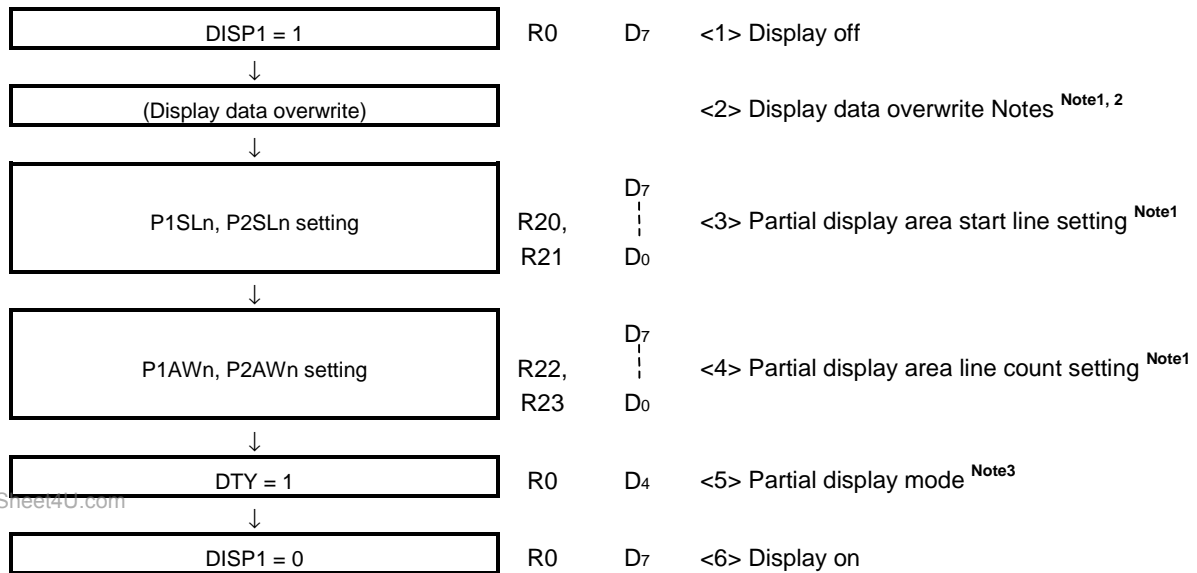 DISP1 = 1 R0 D7 <1> Display off
↓
(Display data overwrite) <2> Display data overwrite Notes Note1, 2
↓
D7
P1SLn, P2SLn setting R20, <3> Partial display area start line setting Note1
R21 D0
↓
D7
P1AWn, P2AWn setting R22, <4> Partial display area line count setting Note1
R23 D0
↓
DTY = 1 R0 D4 <5> Partial display mode Note3
Sheet4U.com
↓
DISP1 = 0 R0 D7 <6> Display on